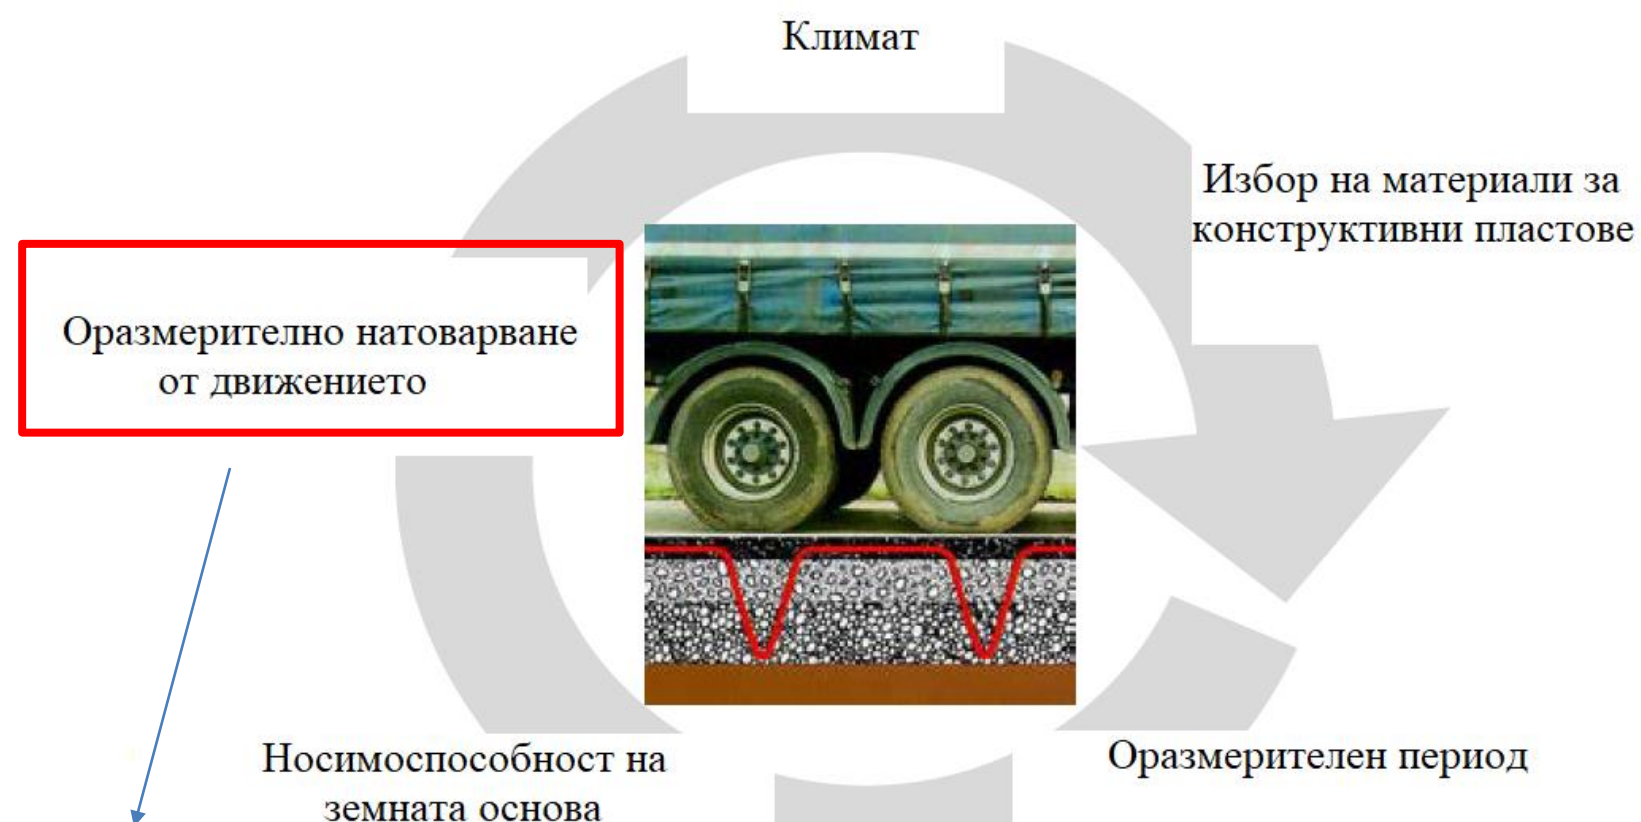 Климат
Избор на материали за
конструктивни пластове
Оразмерително натоварване
от движението
Носимоспособност на
земната основа
Оразмерителен период